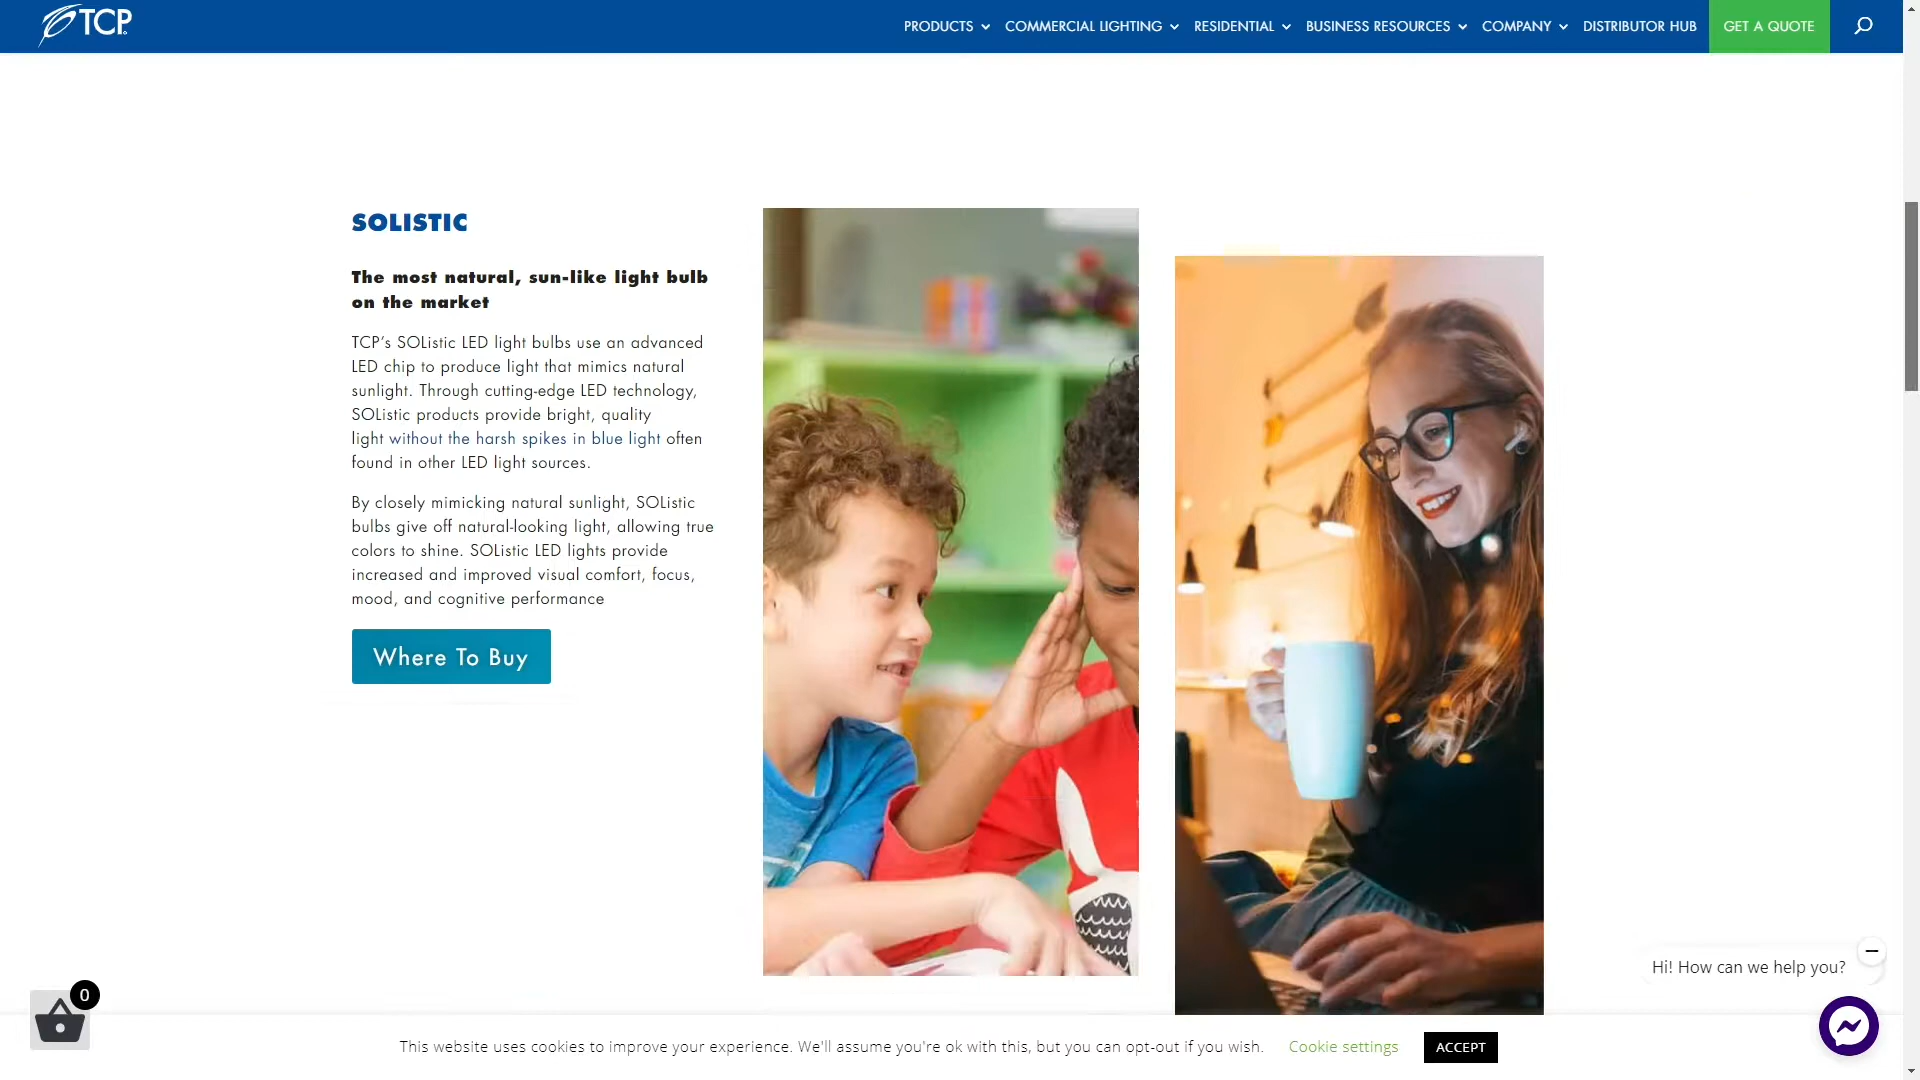 TCP
PRODUCTS COMMERCIAL LIGHTING RESIDENTIAL BUSINESS RESOURCES COMPANY DISTRIBUTOR HUB GET A QUOTE
SOLISTIC
The most natural, sun-like light bulb
on the market
TCP’s SOListic LED light bulbs use an advanced
LED chip to produce light that mimics natural
sunlight. Through cutting-edge LED technology,
SOListic products provide bright, quality
light without the harsh spikes in blue light often
found in other LED light sources.
By closely mimicking natural sunlight, SOListic
bulbs give off natural-looking light, allowing true
colors to shine. SOListic LED lights provide
increased and improved visual comfort, focus,
mood, and cognitive performance
Where To Buy
Hi! How can we help you?
0
This website uses cookies to improve your experience. We'll assume you're ok with this, but you can opt-out if you wish. Cookie settings ACCEPT